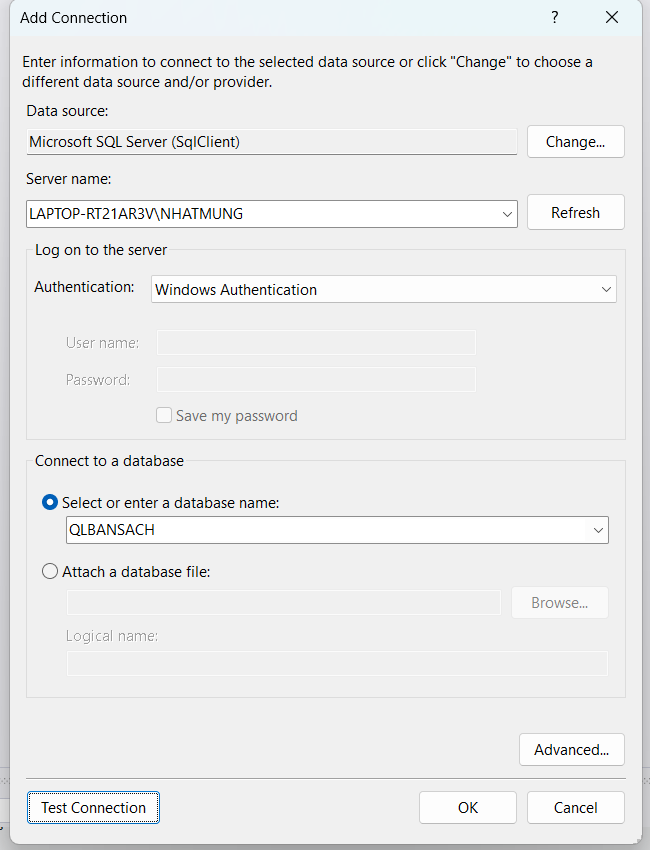 Add Connection
?
Enter information to connect to the selected data source or click "Change" to choose a
different data source and/or provider.
Data source:
Microsoft SQL Server (SqlClient)
Change...
Server name:
LAPTOP-RT21AR3V\NHATMUNG
Refresh
Log on to the server
Authentication:
Windows Authentication
User name:
Password:
Save my password
Connect to a database
Select or enter a database name:
QLBANSACH
Attach a database file:
Browse...
Logical name:
Advanced...
Test Connection
OK
Cancel